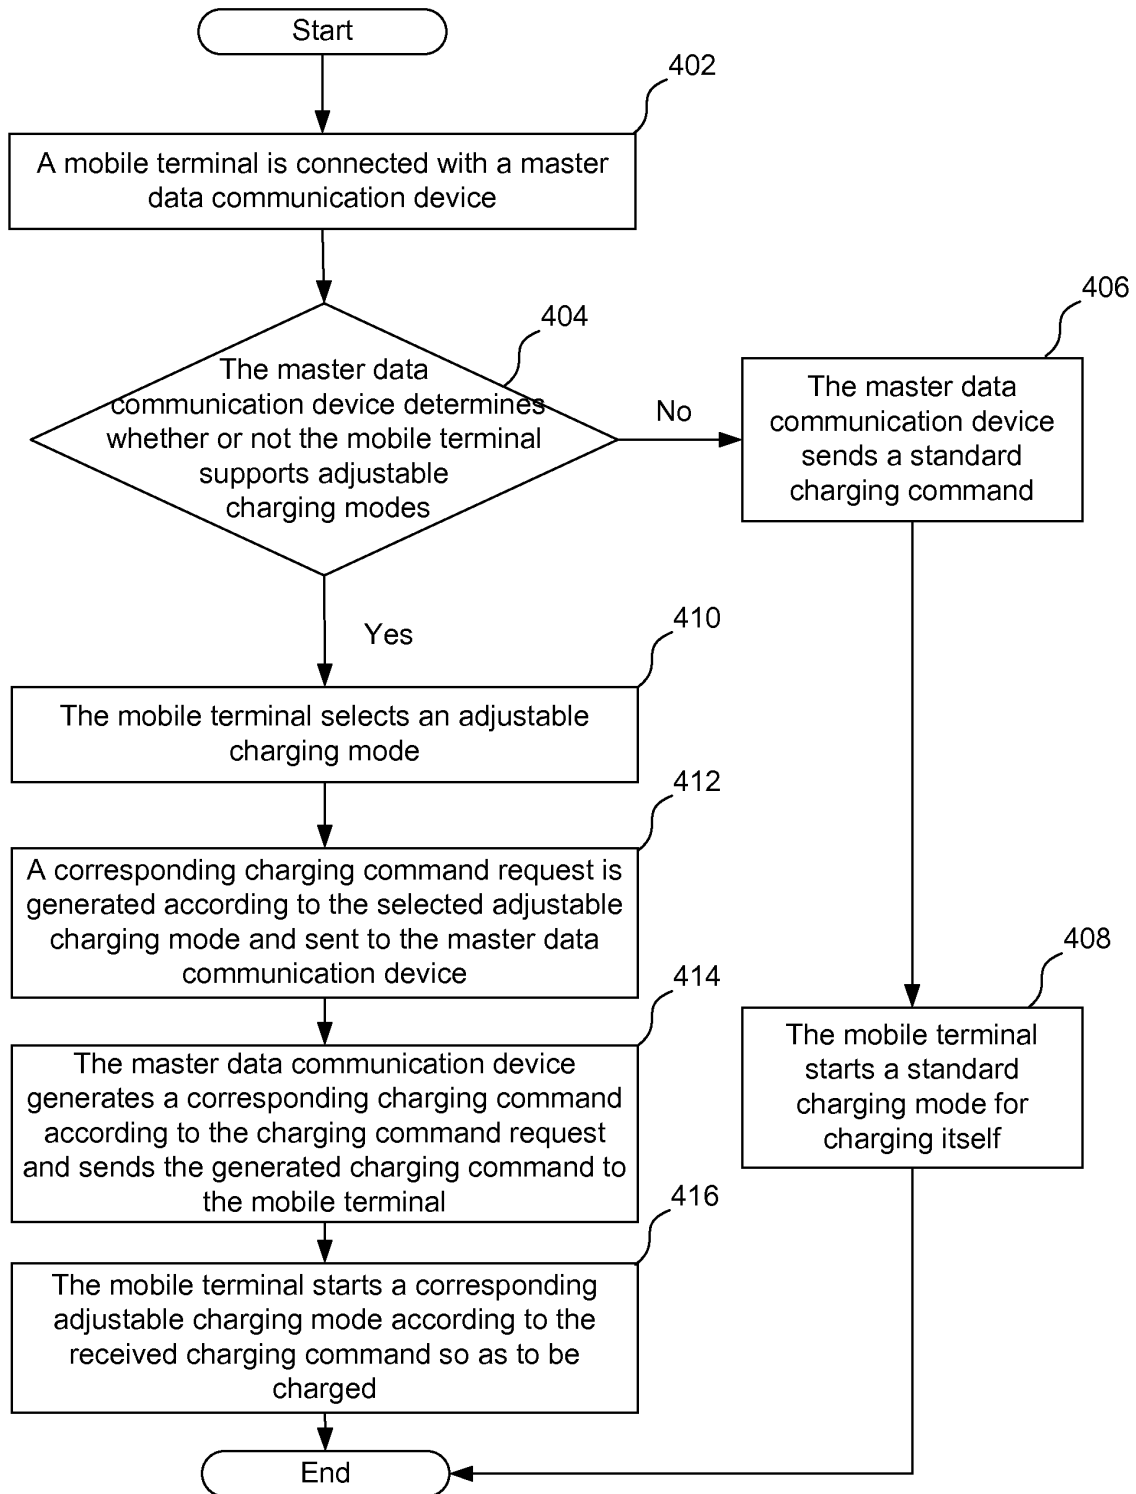 Start
402
A mobile terminal is connected with a master
data communication device
404
The master data
communication device determines
whether or not the mobile terminal
supports adjustable
charging modes
No
406
The master data
communication device
sends a standard
charging command
Yes
410
The mobile terminal selects an adjustable
charging mode
412
A corresponding charging command request is
generated according to the selected adjustable
charging mode and sent to the master data
communication device
408
The mobile terminal
starts a standard
charging mode for
charging itself
414
The master data communication device
generates a corresponding charging command
according to the charging command request
and sends the generated charging command to
the mobile terminal
416
The mobile terminal starts a corresponding
adjustable charging mode according to the
received charging command so as to be
charged
End